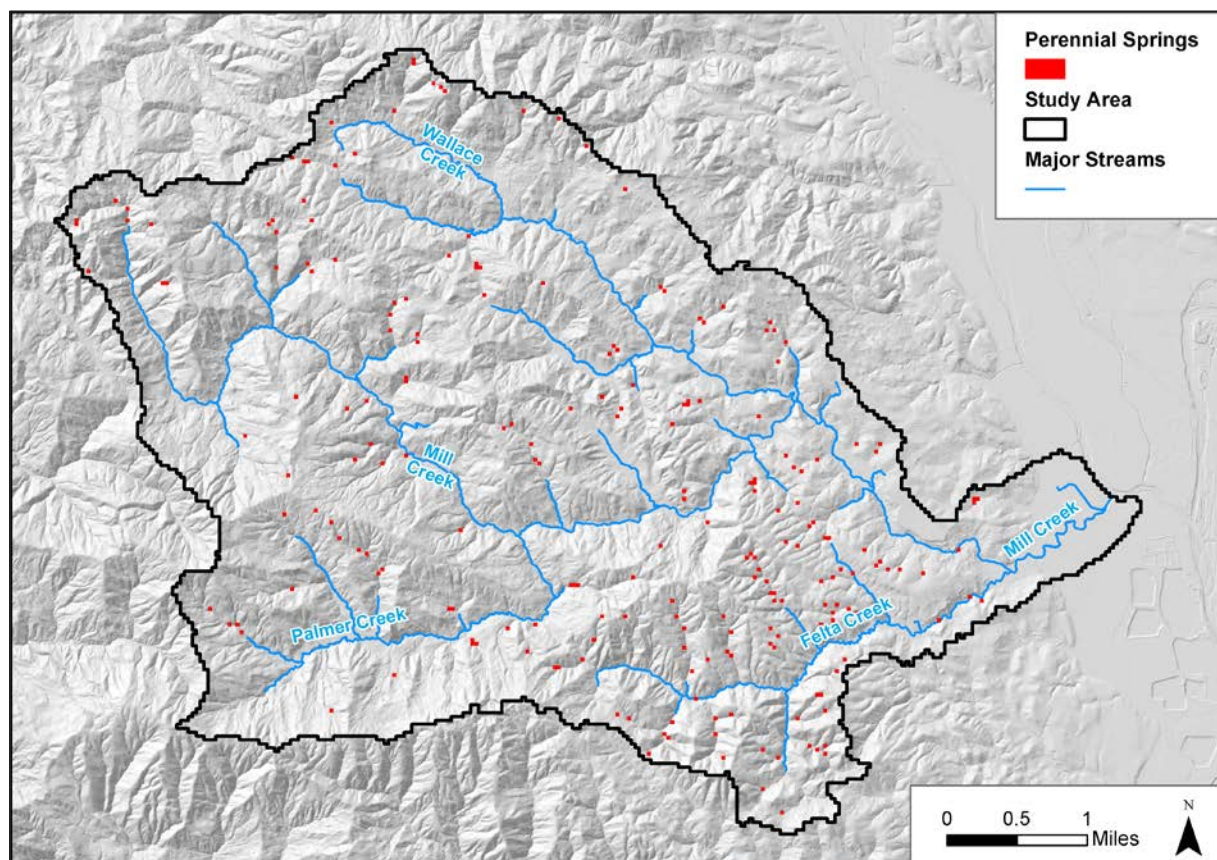 Perennial Springs
Study Area
Major Streams
Wallace
Creek
Mill
Creek
Mill Creek
Palmer Creek
Felta Creek
N
0 0.5 1
Miles